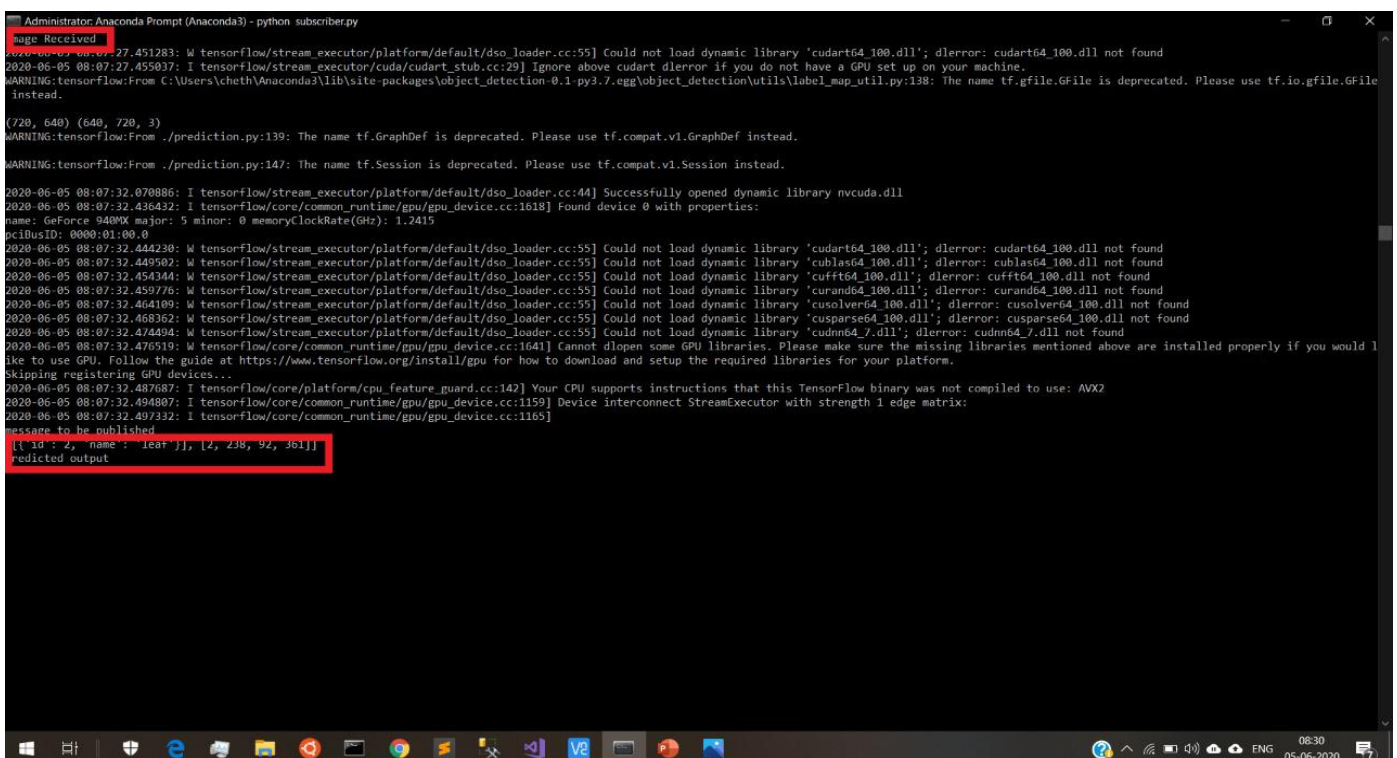 Administrator: Anaconda Prompt (Anaconda3) - python subscriber.py
mage Received
2020-06-05 08:07:27.451283: W tensorflow/stream_executor/platform/default/dso_loader.cc:55] Could not load dynamic library 'cudart64_100.dll'; dlerror: cudart64_100.dll not found
2020-06-05 08:07:27.455037: I tensorflow/stream_executor/cuda/cudart_stub.cc:29] Ignore above cudart dlerror if you do not have a GPU set up on your machine.
WARNING:tensorflow:From C:\Users\cheth\Anaconda3\lib\site-packages\object_detection-0.1-py3.7.egg\object_detection\utils\label_map_util.py:138: The name tf.gfile.GFile is deprecated. Please use tf.io.gfile.GFile
instead.
(720, 640) (640, 720, 3)
WARNING:tensorflow:From ./prediction.py:139: The name tf.GraphDef is deprecated. Please use tf.compat.v1.GraphDef instead.
WARNING:tensorflow:From ./prediction.py:147: The name tf.Session is deprecated. Please use tf.compat.v1.Session instead.
2020-06-05 08:07:32.070886: I tensorflow/stream_executor/platform/default/dso_loader.cc:44] Successfully opened dynamic library nvcuda.dll
2020-06-05 08:07:32.436432: I tensorflow/core/common_runtime/gpu/gpu_device.cc:1618] Found device 0 with properties:
name: GeForce 940MX major: 5 minor: 0 memoryClockRate(GHz): 1.2415
pciBusID: 0000:01:00.0
2020-06-05 08:07:32.444230: W tensorflow/stream_executor/platform/default/dso_loader.cc:55] Could not load dynamic library 'cudart64_100.dll'; dlerror: cudart64_100.dll not found
2020-06-05 08:07:32.449502: W tensorflow/stream_executor/platform/default/dso_loader.cc:55] Could not load dynamic library 'cublas64_100.dll'; dlerror: cublas64_100.dll not found
2020-06-05 08:07:32.454344: W tensorflow/stream_executor/platform/default/dso_loader.cc:55] Could not load dynamic library 'cufft64_100.dll'; dlerror: cufft64_100.dll not found
2020-06-05 08:07:32.459776: W tensorflow/stream_executor/platform/default/dso_loader.cc:55] Could not load dynamic library 'curand64_100.dll'; dlerror: curand64_100.dll not found
2020-06-05 08:07:32.464109: W tensorflow/stream_executor/platform/default/dso_loader.cc:55] Could not load dynamic library 'cusolver64_100.dll'; dlerror: cusolver64_100.dll not found
2020-06-05 08:07:32.468362: W tensorflow/stream_executor/platform/default/dso_loader.cc:55] Could not load dynamic library 'cusparse64_100.dll'; dlerror: cusparse64_100.dll not found
2020-06-05 08:07:32.474494: W tensorflow/stream_executor/platform/default/dso_loader.cc:55] Could not load dynamic library 'cudnn64_7.dll'; dlerror: cudnn64_7.dll not found
2020-06-05 08:07:32.476519: W tensorflow/core/common_runtime/gpu/gpu_device.cc:1641] Cannot dlopen some GPU libraries. Please make sure the missing libraries mentioned above are installed properly if you would l
ike to use GPU. Follow the guide at https://www.tensorflow.org/install/gpu for how to download and setup the required libraries for your platform.
Skipping registering GPU devices...
2020-06-05 08:07:32.487687: I tensorflow/core/platform/cpu_feature_guard.cc:142] Your CPU supports instructions that this TensorFlow binary was not compiled to use: AVX2
2020-06-05 08:07:32.494807: I tensorflow/core/common_runtime/gpu/gpu_device.cc:1159] Device interconnect StreamExecutor with strength 1 edge matrix:
2020-06-05 08:07:32.497332: I tensorflow/core/common_runtime/gpu/gpu_device.cc:1165]
message to be published
[[{'id': 2, 'name': 'leaf'}], [2, 238, 92, 361]]
redicted output
ENG
08:30
05-06-2020